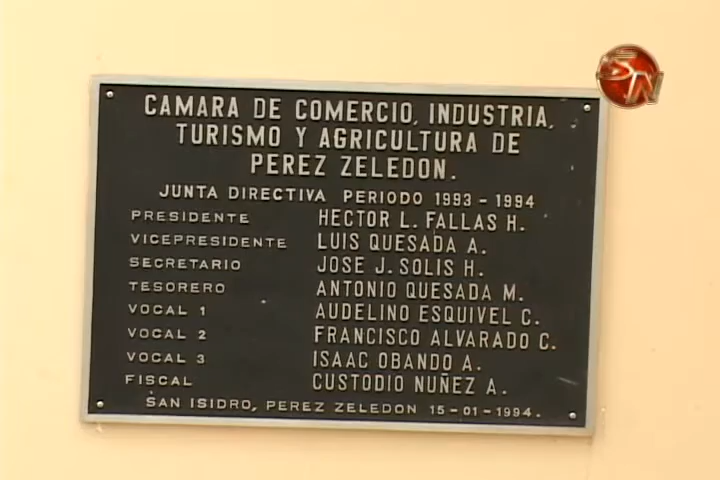 CAMARA DE COMERCIO, INDUSTRIA,
TURISMO Y AGRICULTURA DE
PEREZ ZELEDON.
JUNTA DIRECTIVA PERIODO 1993 - 1994
PRESIDENTE HECTOR L. FALLAS H.
VICEPRESIDENTE LUIS QUESADA A.
SECRETARIO JOSE J. SOLIS H.
TESORERO ANTONIO QUESADA M.
VOCAL 1 AUDELINO ESQUIVEL C.
VOCAL 2 FRANCISCO ALVARADO C.
VOCAL 3 ISAAC OBANDO A.
FISCAL CUSTODIO NUÑEZ A.
SAN ISIDRO, PEREZ ZELEDON 15-01-1994.